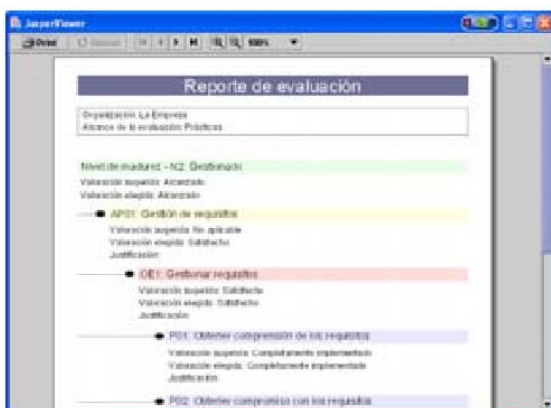 JasperViewer
Print
100%
Reporte de evaluación
Organización: La Empresa
Alcance de la evaluación: Prácticas
Nivel de madurez - N2: Gestionado
Valoración sugerida: Alcanzado
Valoración elegida: Alcanzado
AP01: Gestión de requisitos
Valoración sugerida: No aplicable
Valoración elegida: Satisfecho
Justificación:
OE1: Gestionar requisitos
Valoración sugerida: Satisfecho
Valoración elegida: Satisfecho
Justificación:
P01: Obtener comprensión de los requisitos
Valoración sugerida: Completamente implementado
Valoración elegida: Completamente implementado
Justificación:
P02: Obtener compromiso con los requisitos